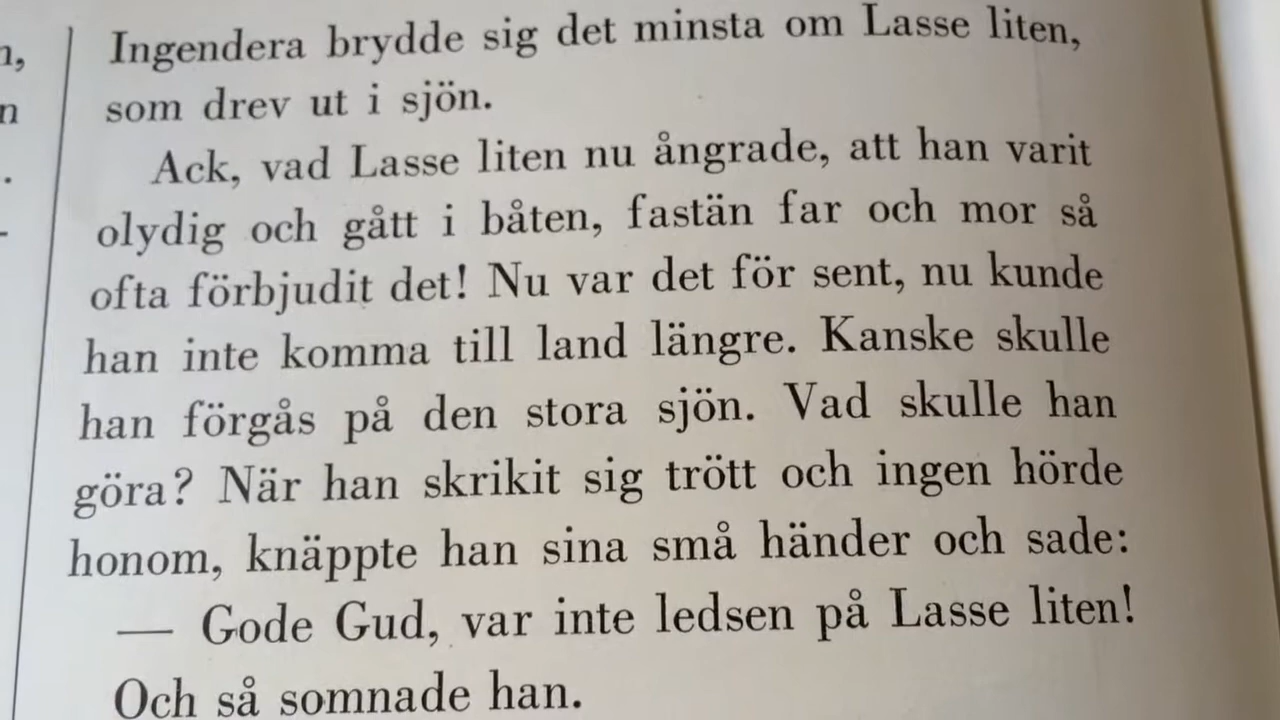 Ingendera brydde sig det minsta om Lasse liten,
som drev ut i sjön.
Ack, vad Lasse liten nu ångrade, att han varit
olydig och gått i båten, fastän far och mor så
ofta förbjudit det! Nu var det för sent, nu kunde
han inte komma till land längre. Kanske skulle
han förgås på den stora sjön. Vad skulle han
göra? När han skrikit sig trött och ingen hörde
honom, knäppte han sina små händer och sade:
— Gode Gud, var inte ledsen på Lasse liten!
Och så somnade han.